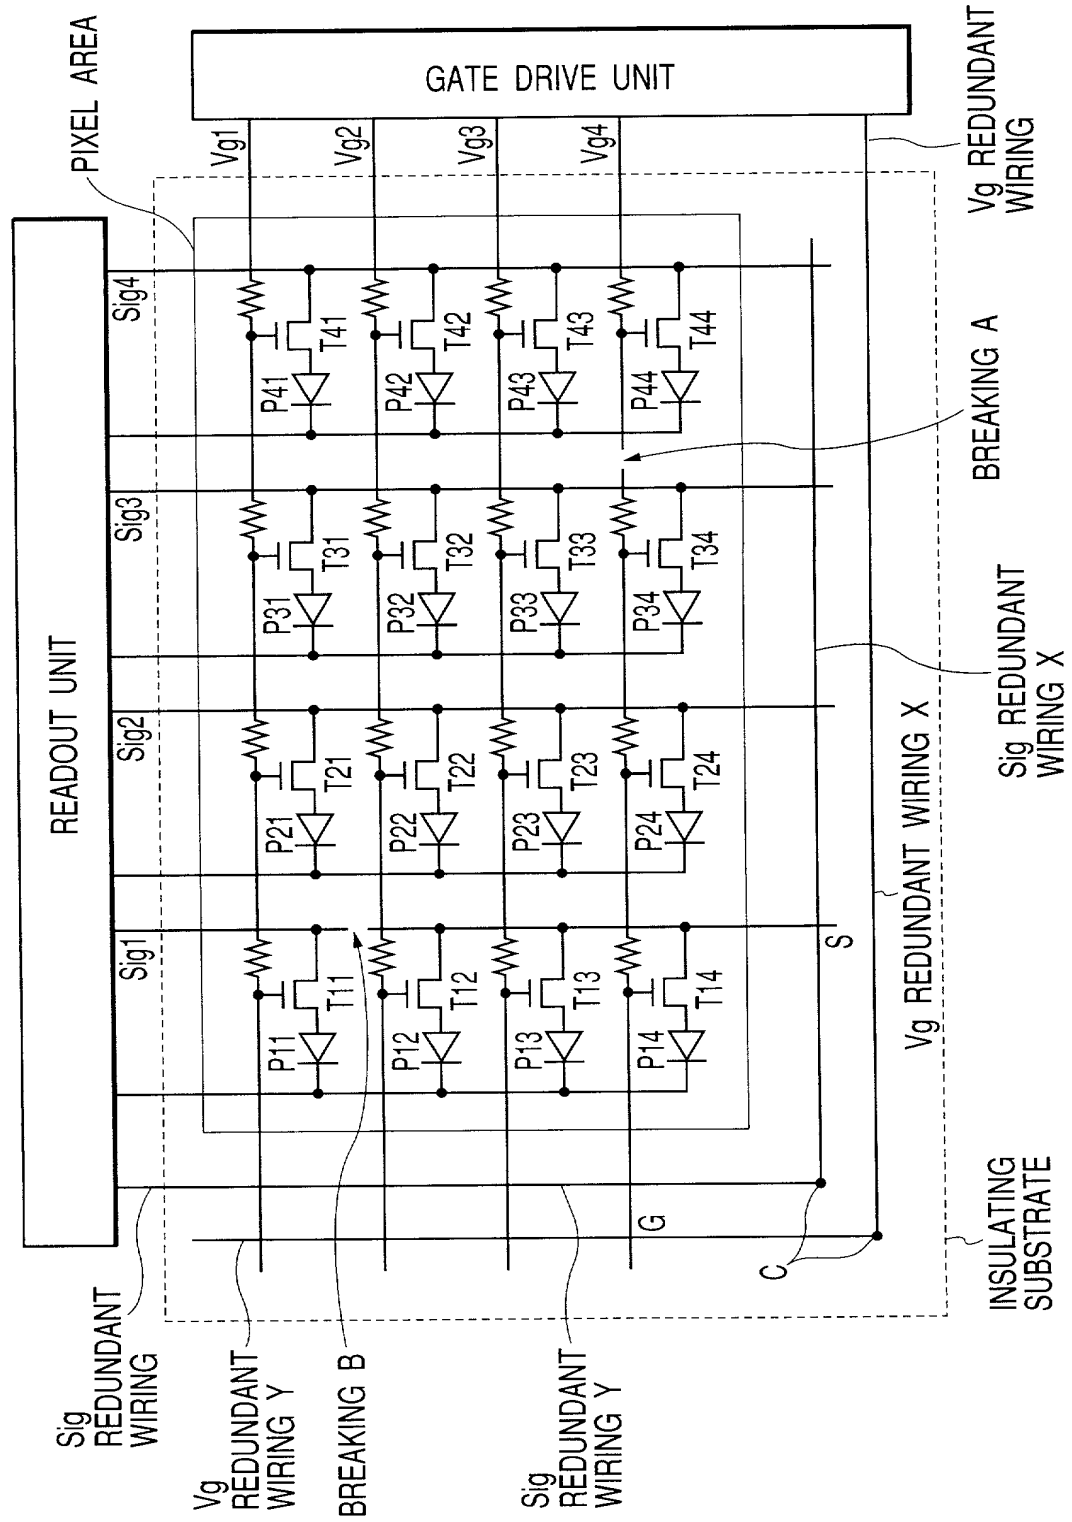 READOUT UNIT
PIXEL AREA
GATE DRIVE UNIT
Sig1
Sig2
Sig3
Sig4
Vg1
Vg2
Vg3
Vg4
P11
T11
P21
T21
P31
T31
P41
T41
P12
T12
P22
T22
P32
T32
P42
T42
P13
T13
P23
T23
P33
T33
P43
T43
P14
T14
P24
T24
P34
T34
P44
T44
G
S
C
Sig
REDUNDANT
WIRING
Vg
REDUNDANT
WIRING Y
BREAKING B
Sig
REDUNDANT
WIRING Y
INSULATING
SUBSTRATE
Vg REDUNDANT WIRING X
Sig REDUNDANT
WIRING X
BREAKING A
Vg REDUNDANT
WIRING